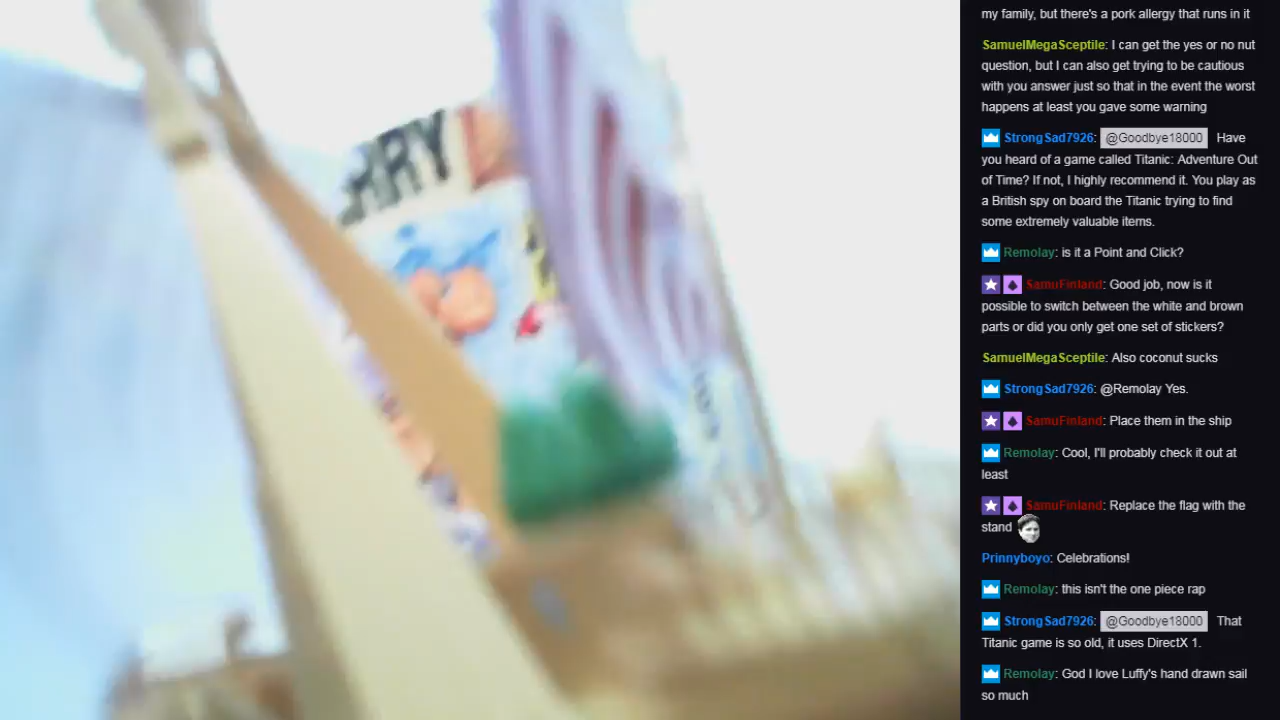 RRY
my family, but there's a pork allergy that runs in it
SamuelMegaSceptile: I can get the yes or no nut
question, but I can also get trying to be cautious
with you answer just so that in the event the worst
happens at least you gave some warning
StrongSad7926: @Goodbye18000 Have
you heard of a game called Titanic: Adventure Out
of Time? If not, I highly recommend it. You play as
a British spy on board the Titanic trying to find
some extremely valuable items.
Remolay: is it a Point and Click?
SamuFinland: Good job, now is it
possible to switch between the white and brown
parts or did you only get one set of stickers?
SamuelMegaSceptile: Also coconut sucks
StrongSad7926: @Remolay Yes.
SamuFinland: Place them in the ship
Remolay: Cool, I'll probably check it out at
least
SamuFinland: Replace the flag with the
stand
Prinnyboyo: Celebrations!
Remolay: this isn't the one piece rap
StrongSad7926: @Goodbye18000 That
Titanic game is so old, it uses DirectX 1.
Remolay: God I love Luffy's hand drawn sail
so much